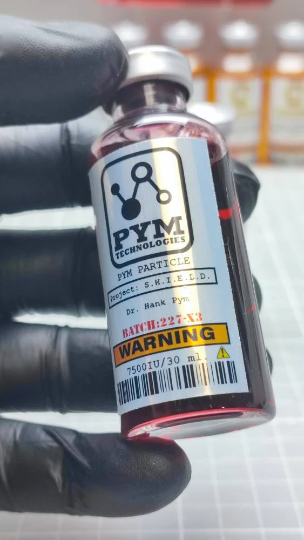 PYM
TECHNOLOGIES
PYM PARTICLE
Project: S.H.I.E.L.D.
Dr. Hank Pym
BATCH:227-X3
WARNING
7500IU/30 ml.